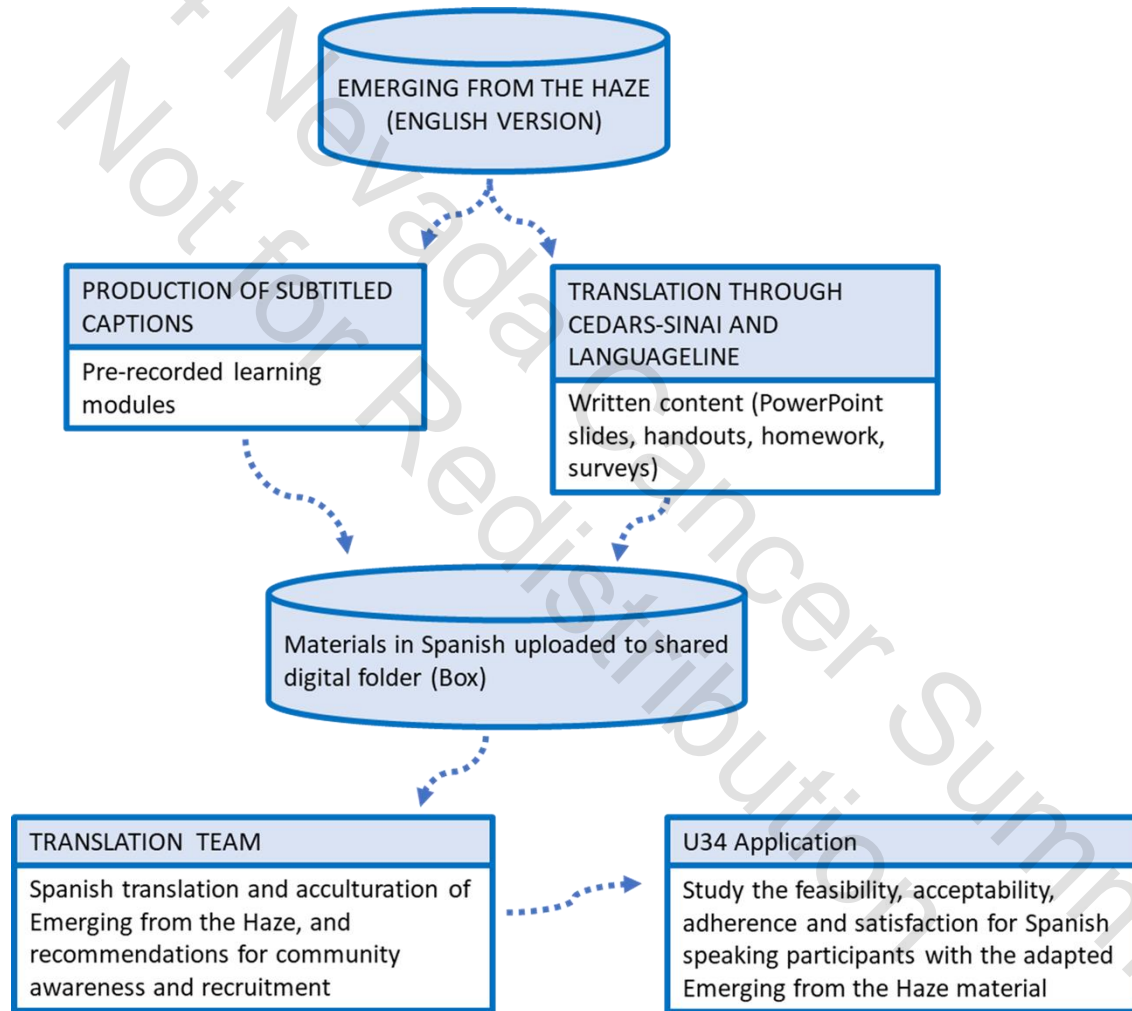 EMERGING FROM THE HAZE
(ENGLISH VERSION)
PRODUCTION OF SUBTITLED
CAPTIONS
Pre-recorded learning
modules
TRANSLATION THROUGH
CEDARS-SINAI AND
LANGUAGELINE
Written content (PowerPoint
slides, handouts, homework,
surveys)
Materials in Spanish uploaded to shared
digital folder (Box)
TRANSLATION TEAM
Spanish translation and acculturation of
Emerging from the Haze, and
recommendations for community
awareness and recruitment
U34 Application
Study the feasibility, acceptability,
adherence and satisfaction for Spanish
speaking participants with the adapted
Emerging from the Haze material
Nevada Cancer
Not for Redistribution